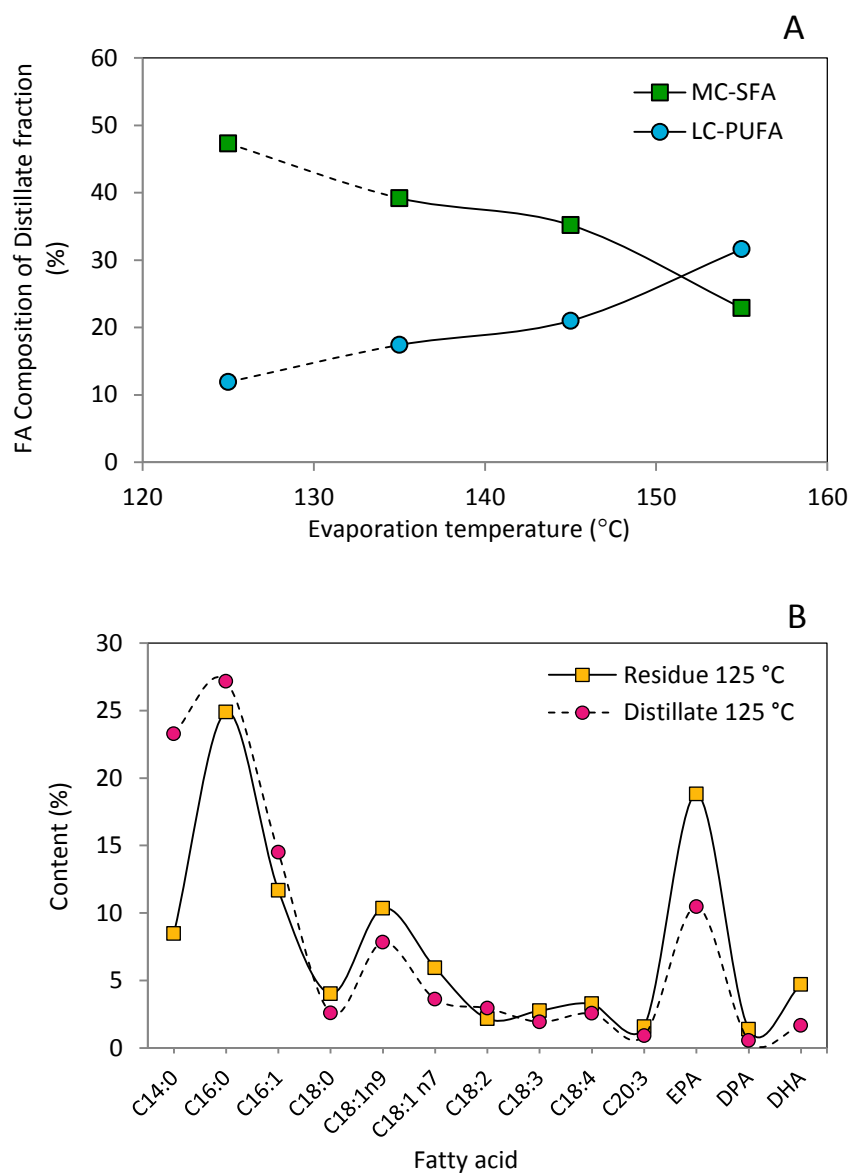 A
FA Composition of Distillate fraction
(%)
60
50
40
30
20
10
0
MC-SFA
LC-PUFA
120
130
140
150
160
Evaporation temperature (°C)
B
Content (%)
30
25
20
15
10
5
0
Residue 125 °C
Distillate 125 °C
C14:0
C16:0
C16:1
C18:0
C18:1n9
C18:1 n7
C18:2
C18:3
C18:4
C20:3
EPA
DPA
DHA
Fatty acid